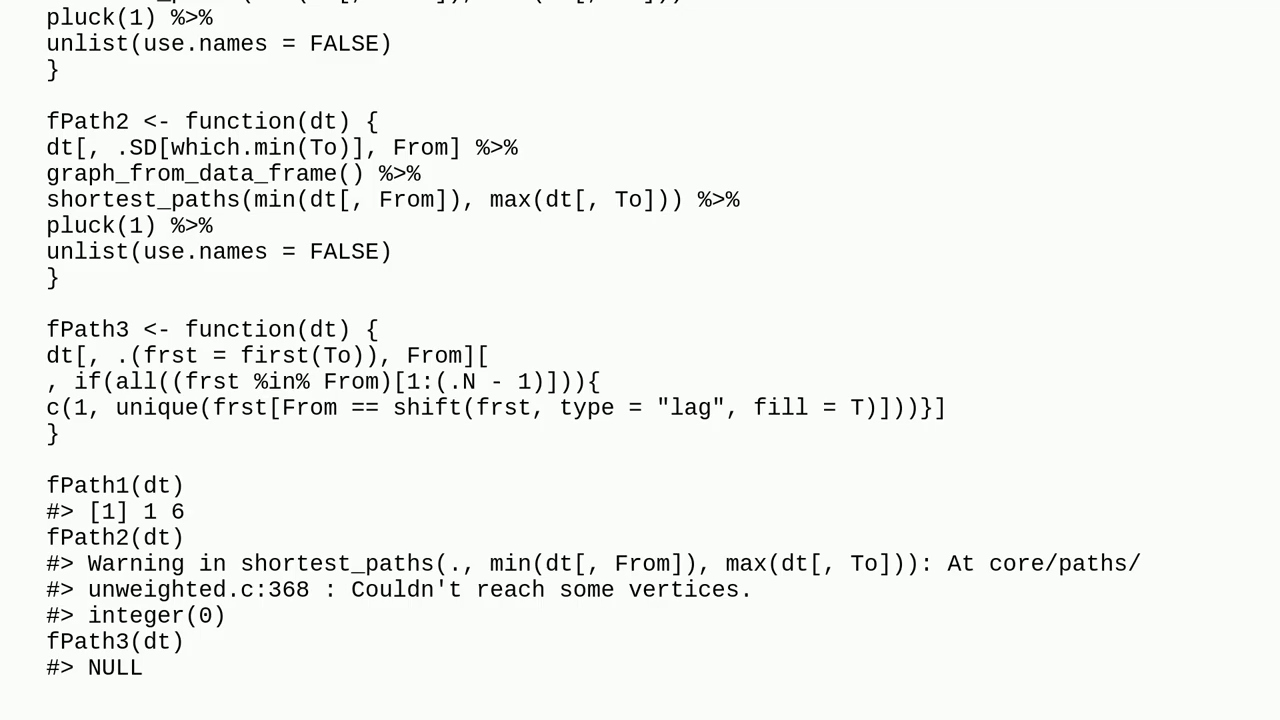 pluck(1) %>%
unlist(use.names = FALSE)
}
fPath2 <- function(dt) {
dt[, .SD[which.min(To)], From] %>%
graph_from_data_frame() %>%
shortest_paths(min(dt[, From]), max(dt[, To])) %>%
pluck(1) %>%
unlist(use.names = FALSE)
}
fPath3 <- function(dt) {
dt[, .(frst = first(To)), From][
, if(all((frst %in% From)[1:(.N - 1)])){
c(1, unique(frst[From == shift(frst, type = "lag", fill = T)]))}]
}
fPath1(dt)
#> [1] 1 6
fPath2(dt)
#> Warning in shortest_paths(., min(dt[, From]), max(dt[, To])): At core/paths/
#> unweighted.c:368 : Couldn't reach some vertices.
#> integer(0)
fPath3(dt)
#> NULL